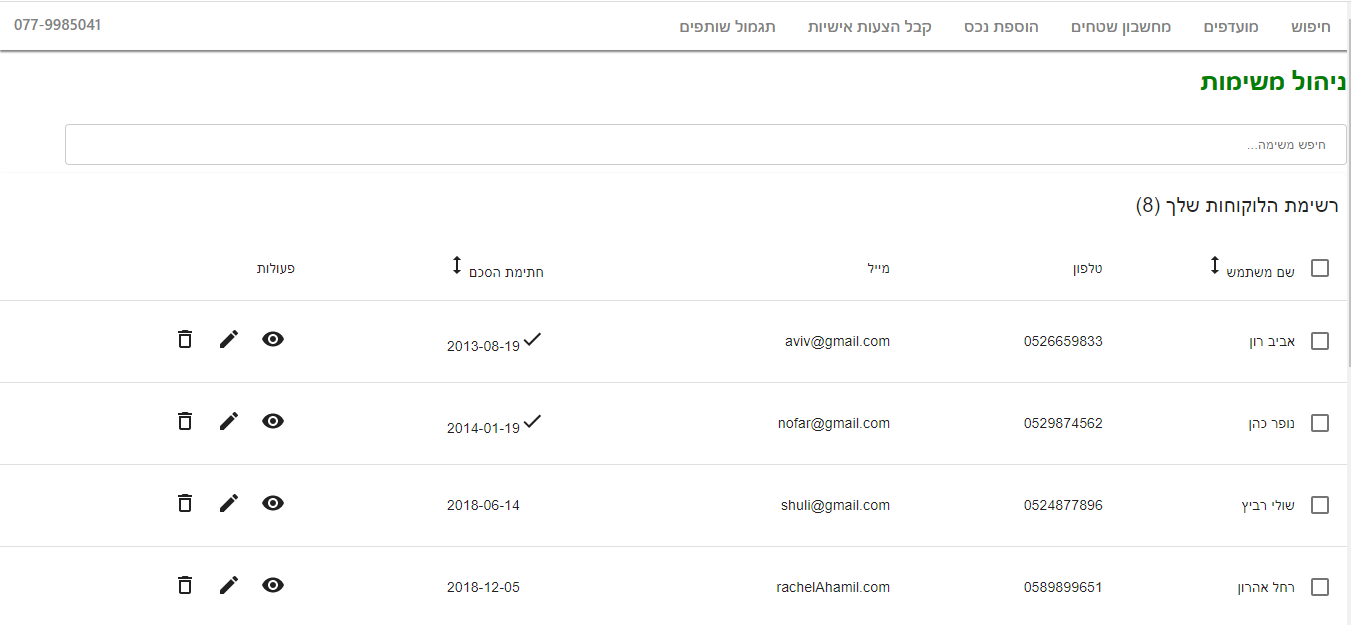 חיפוש מועדפים מחשבון שטחים הוספת נכס קבל הצעות אישיות תגמול שותפים 077-9985041
ניהול משימות
חיפש משימה...
רשימת הלוקוחות שלך (8)
שם משתמש טלפון מייל חתימת הסכם פעולות
אביב רון 0526659833 aviv@gmail.com 2013-08-19
נופר כהן 0529874562 nofar@gmail.com 2014-01-19
שולי רביץ 0524877896 shuli@gmail.com 2018-06-14
רחל אהרון 0589899651 rachelAhamil.com 2018-12-05